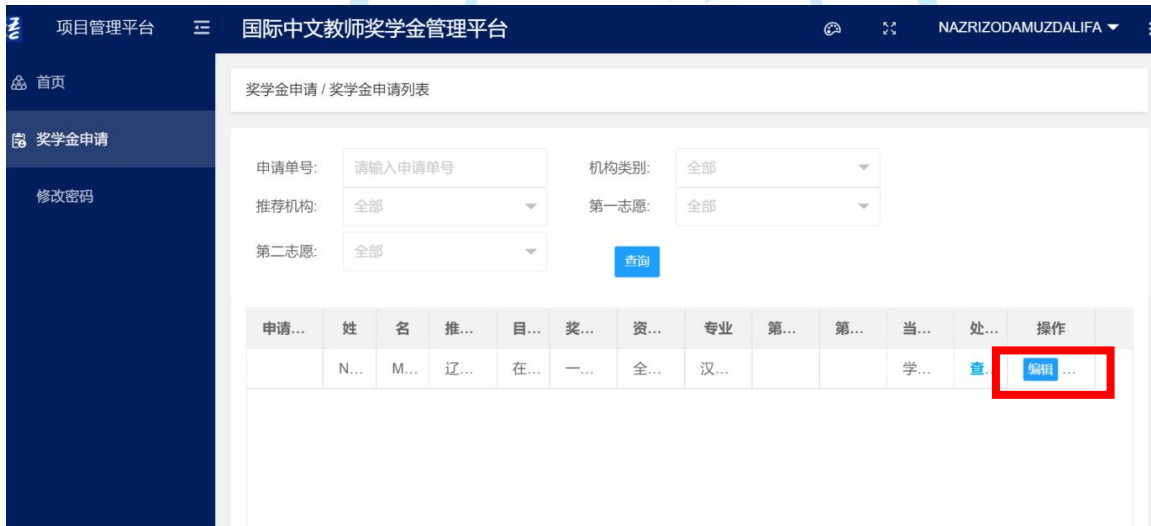 项目管理平台 国际中文教师奖学金管理平台 NAZRIZODAMUZDALIFA
首页
奖学金申请 / 奖学金申请列表
奖学金申请
申请单号: 请输入申请单号 机构类别: 全部
修改密码
推荐机构: 全部 第一志愿: 全部
第二志愿: 全部 查询
申请... 姓 名 推... 目... 奖... 资... 专业 第... 第... 当... 处... 操作
N... M... 辽... 在... 一... 全... 汉... 学... 查.. 编辑 ...